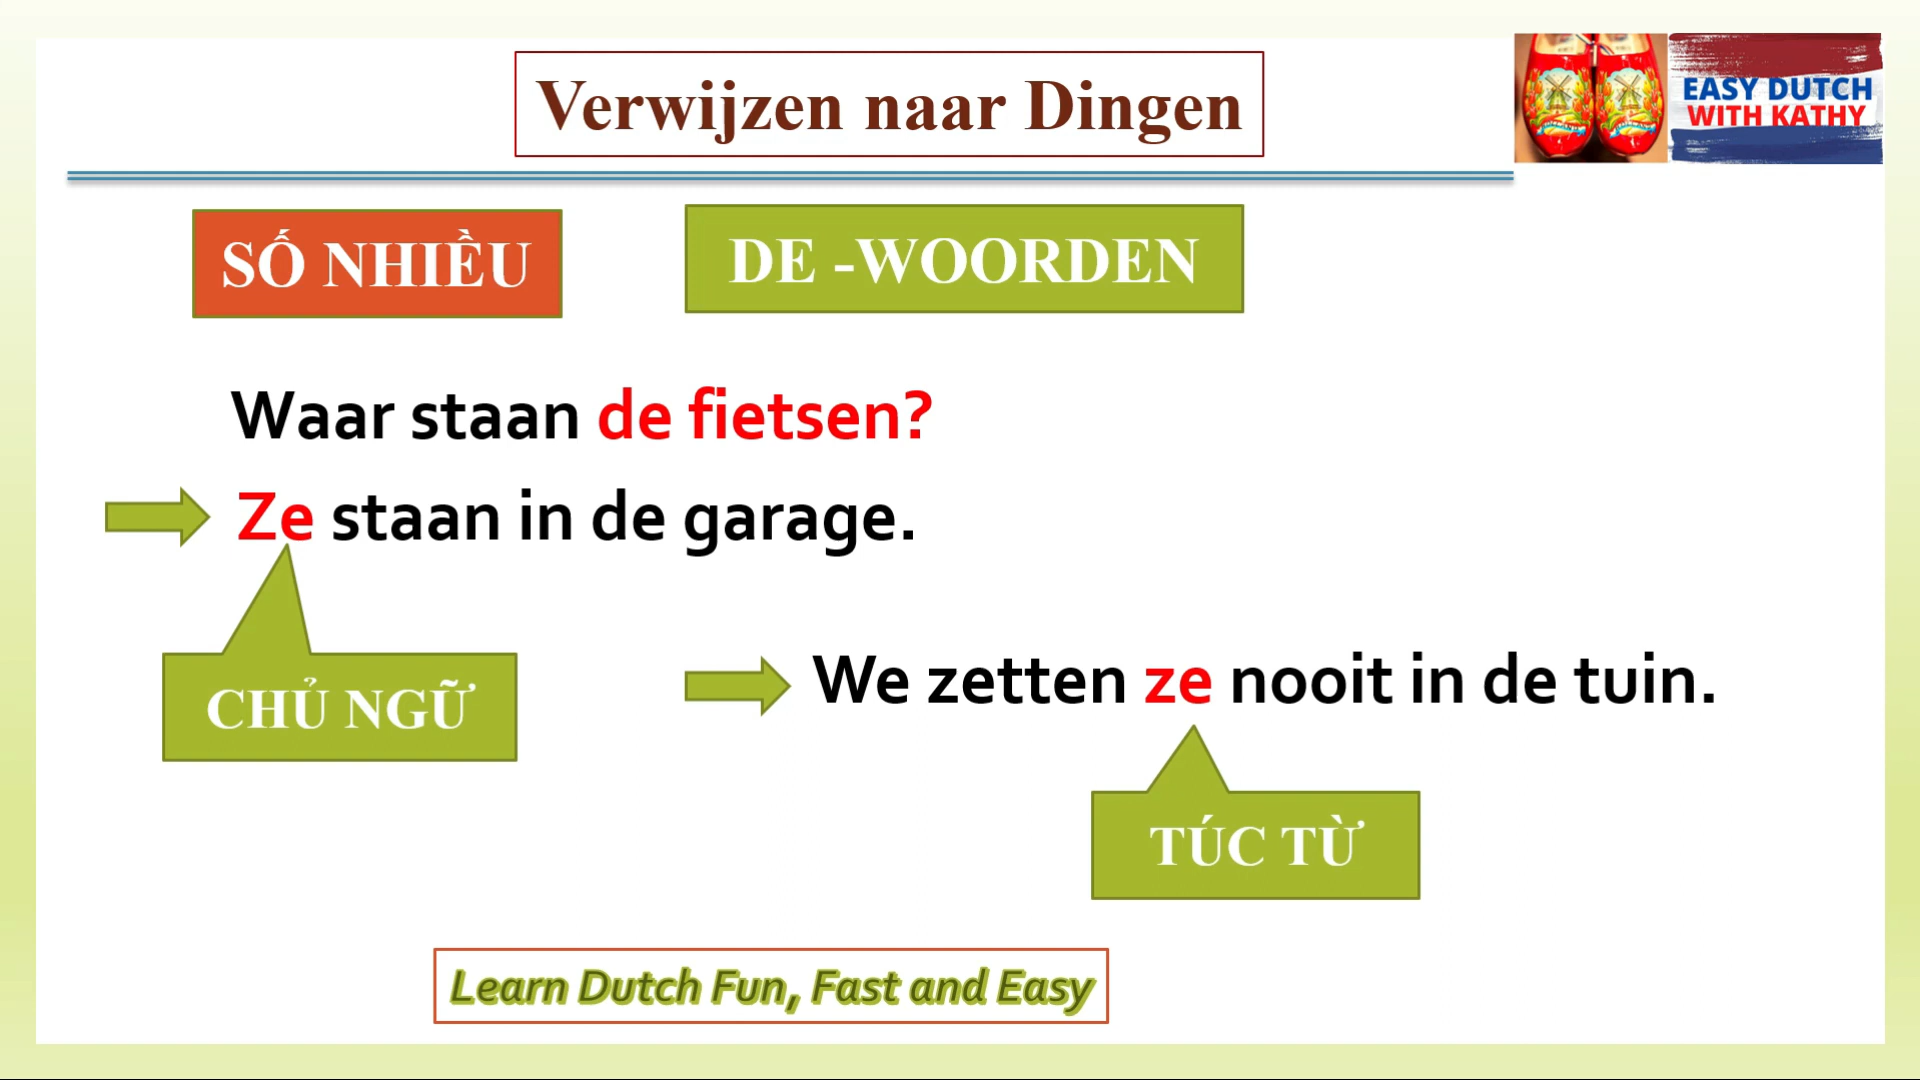 Verwijzen naar Dingen
EASY DUTCH
WITH KATHY
SỐ NHIỀU
DE -WOORDEN
Waar staan de fietsen?
Ze staan in de garage.
CHỦ NGỮ
We zetten ze nooit in de tuin.
TÚC TỪ
Learn Dutch Fun, Fast and Easy